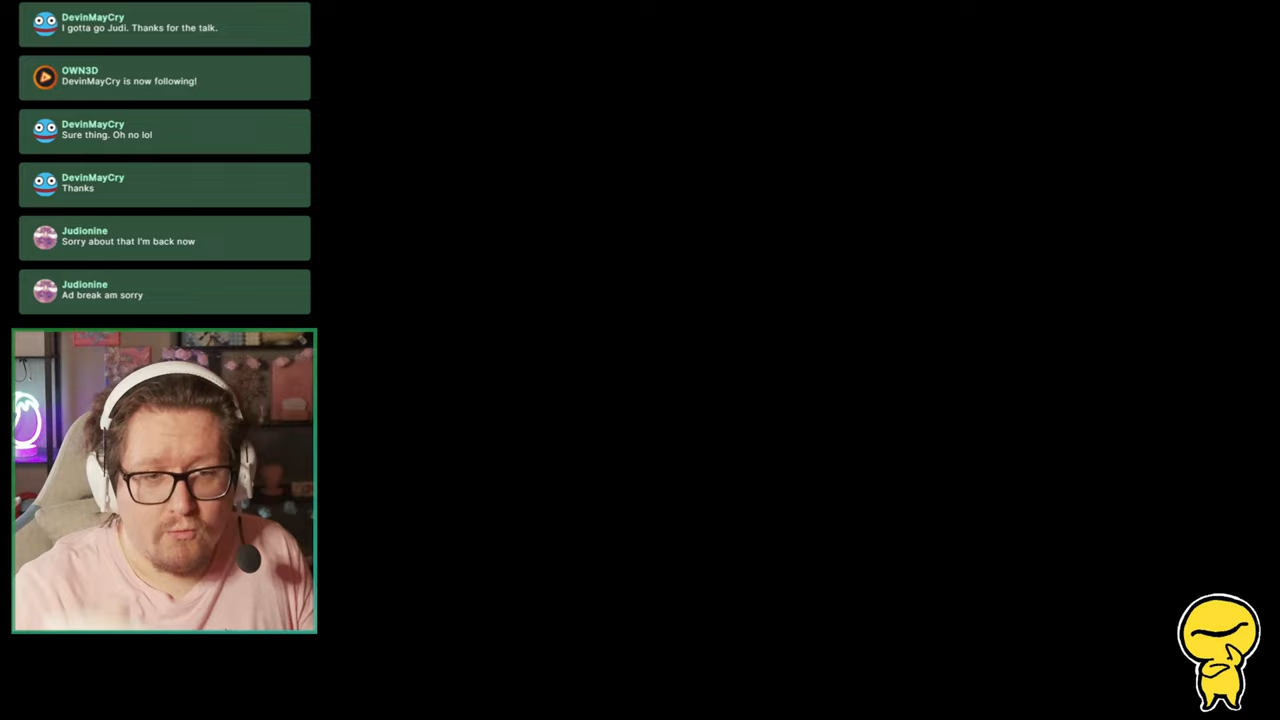 DevinMayCry
I gotta go Judi. Thanks for the talk.
OWN3D
DevinMayCry is now following!
DevinMayCry
Sure thing. Oh no lol
DevinMayCry
Thanks
Judionine
Sorry about that I'm back now
Judionine
Ad break am sorry